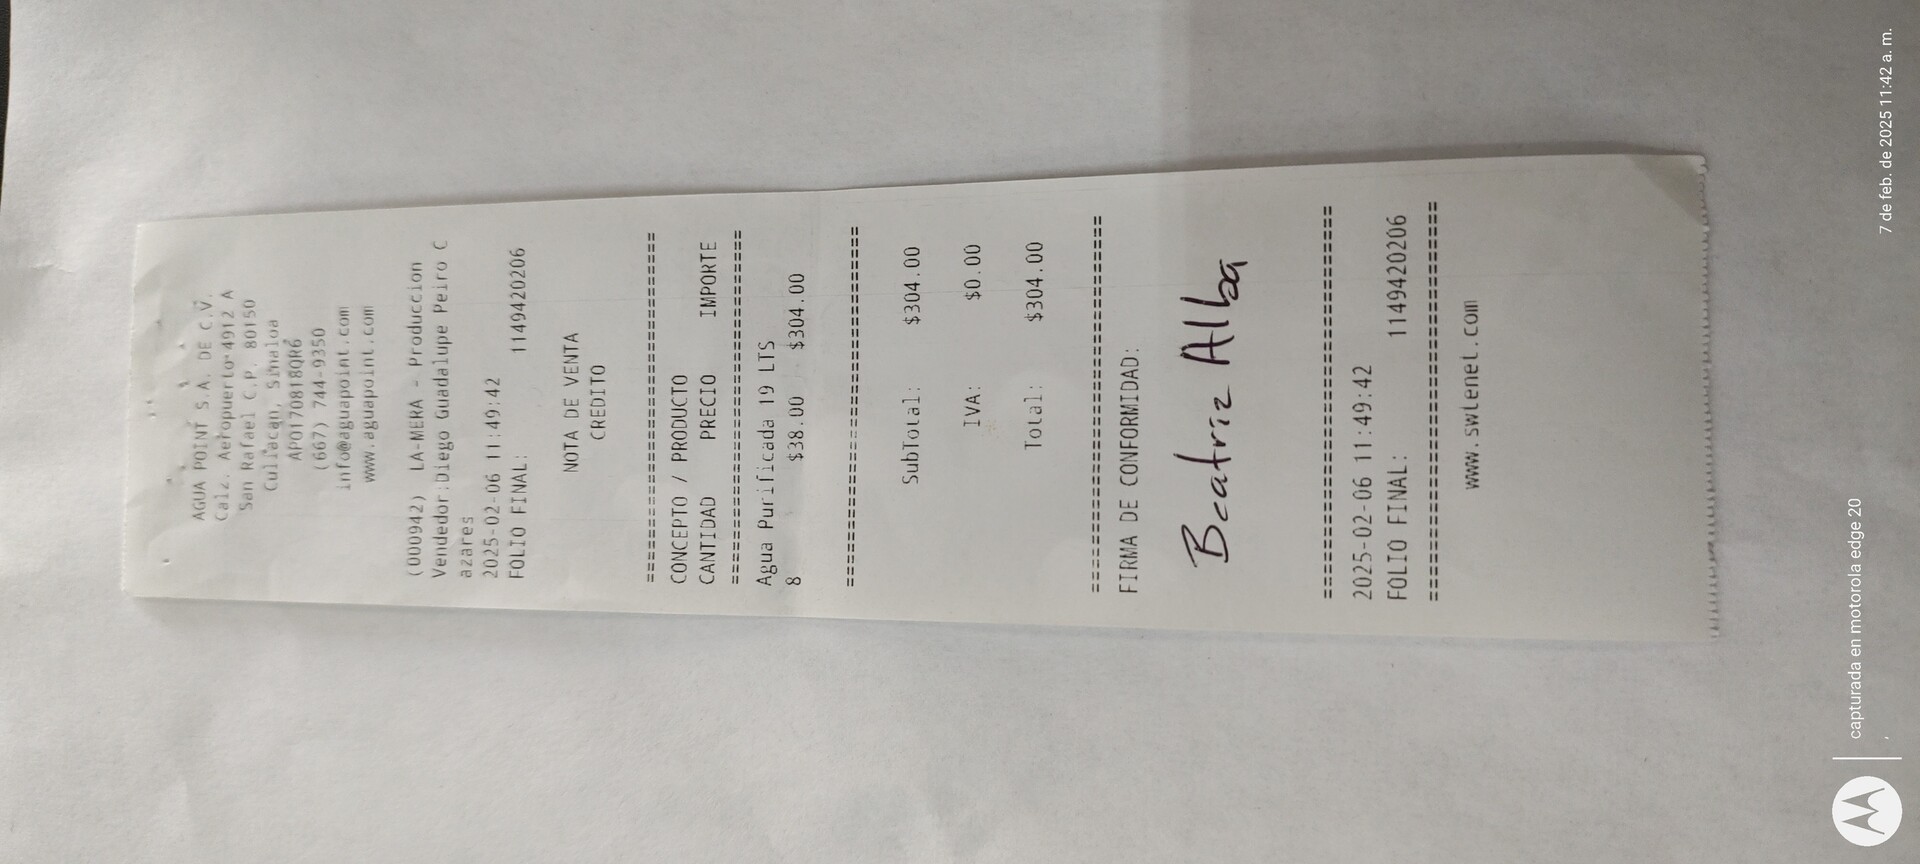 AGUA POINT S.A. DE C.V.
Calz. Aeropuerto 4912 A
San Rafael C.P. 80150
Culiacan, Sinaloa
APO170818QR6
(667) 744-9350
info@aguapoint.com
www.aguapoint.com
(000942) LA-MERA - Produccion
Vendedor:Diego Guadalupe Peiro C
azares
2025-02-06 11:49:42
FOLIO FINAL: 1149420206
NOTA DE VENTA
CREDITO
================================
CONCEPTO / PRODUCTO
CANTIDAD PRECIO IMPORTE
================================
Agua Purificada 19 LTS
8 $38.00 $304.00
================================
SubTotal: $304.00
IVA: $0.00
Total: $304.00
================================
FIRMA DE CONFORMIDAD:
Beatriz Alba
================================
2025-02-06 11:49:42
FOLIO FINAL: 1149420206
================================
www.swlenet.com
capturada en motorola edge 20
7 de feb. de 2025 11:42 a. m.